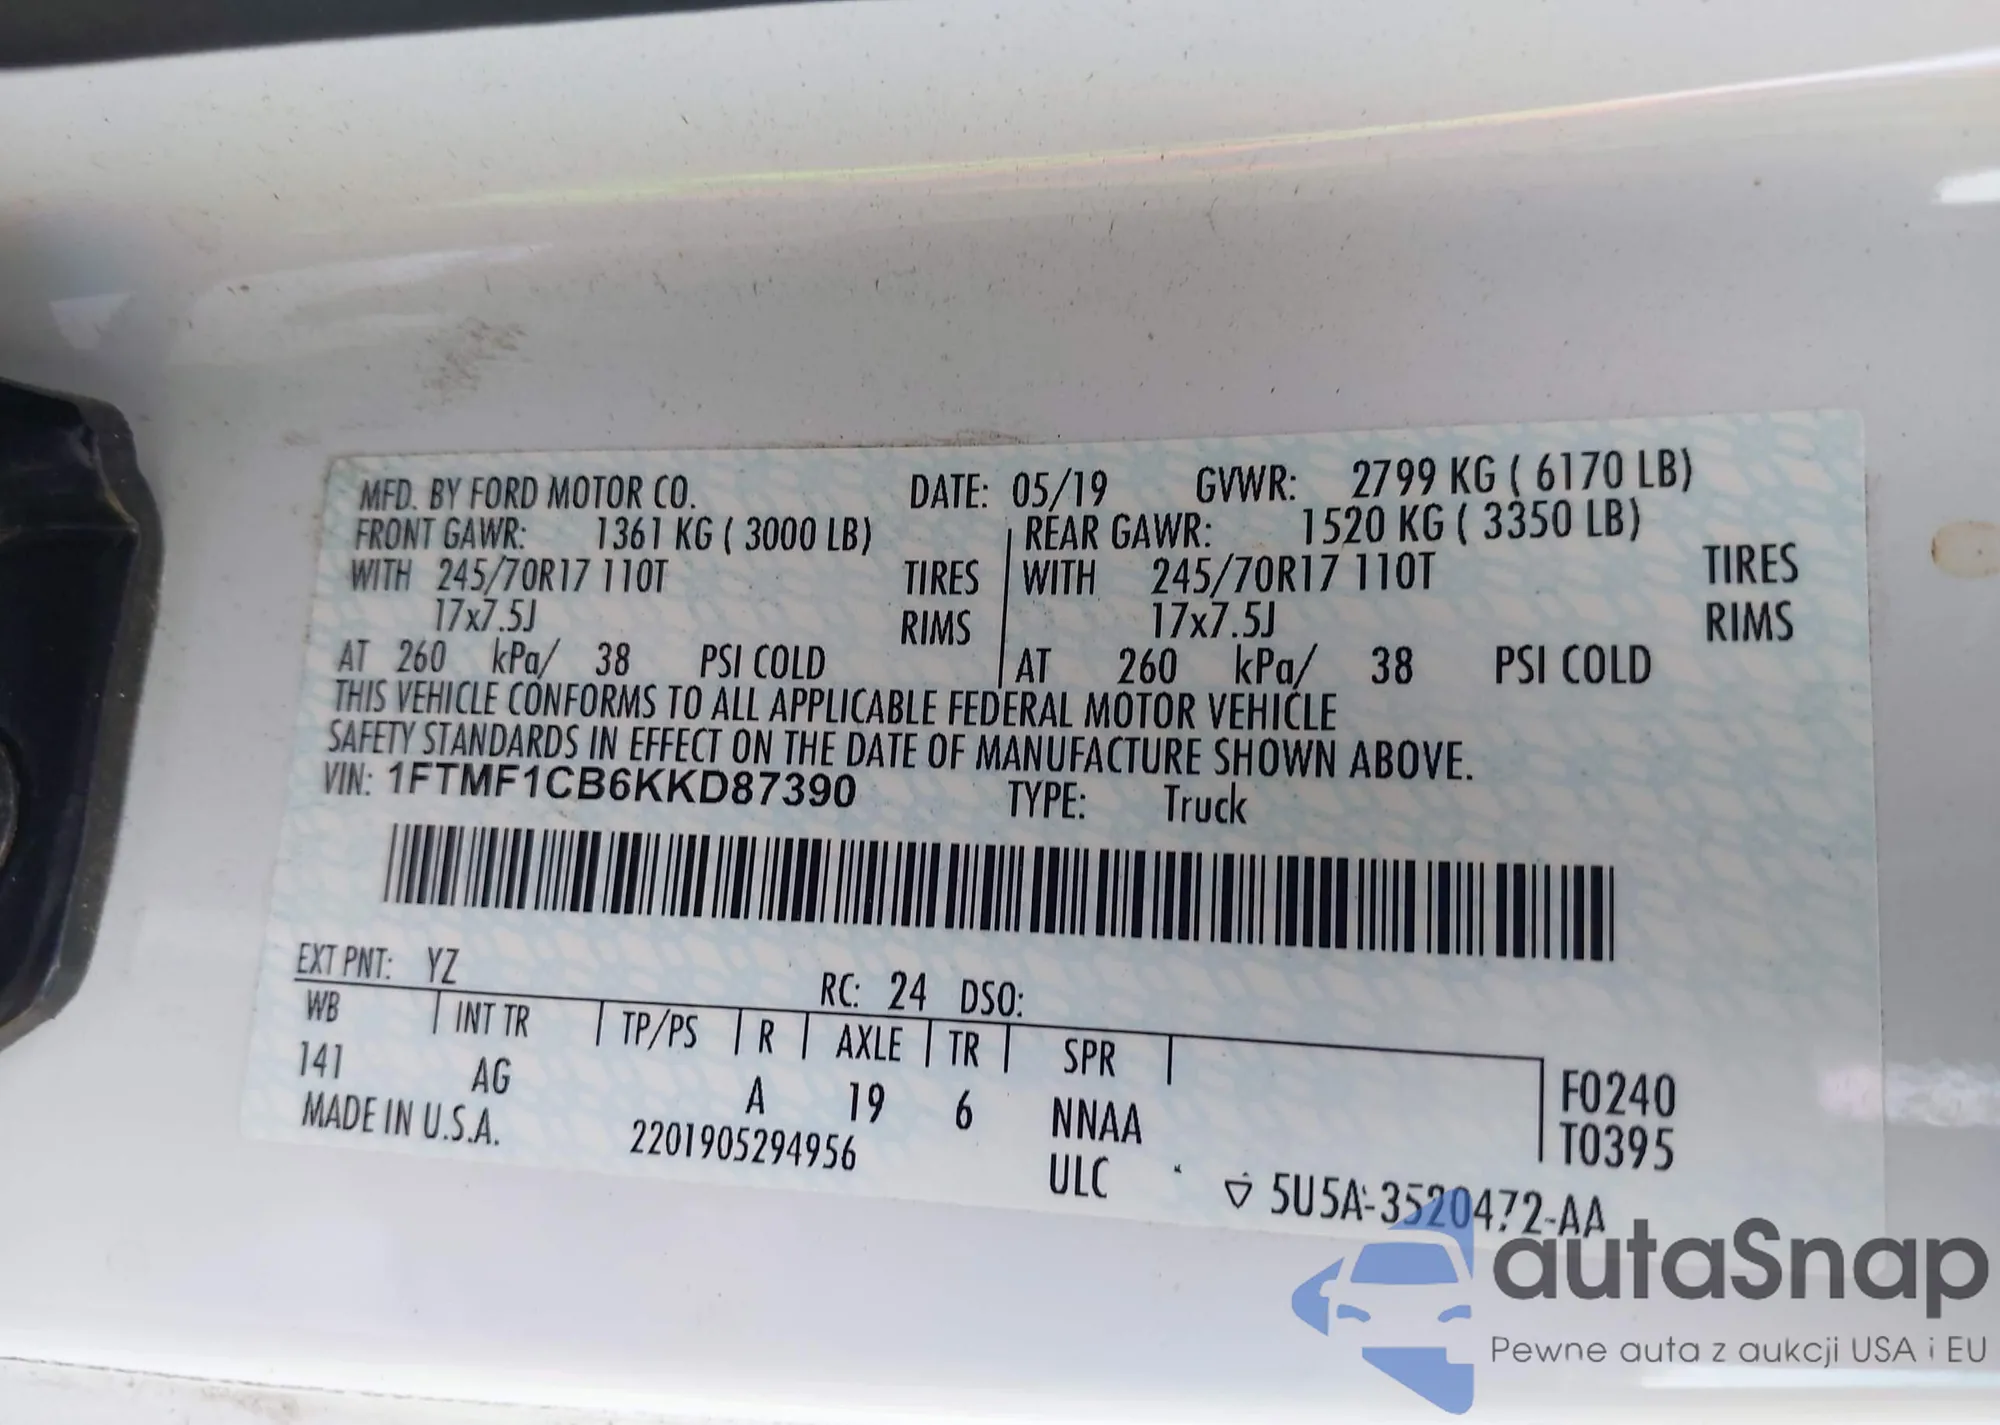 MFD. BY FORD MOTOR CO. DATE: 05/19 GVWR: 2799 KG ( 6170 LB)
FRONT GAWR: 1361 KG ( 3000 LB) REAR GAWR: 1520 KG ( 3350 LB)
WITH 245/70R17 110T TIRES WITH 245/70R17 110T TIRES
17x7.5J RIMS 17x7.5J RIMS
AT 260 kPa/ 38 PSI COLD AT 260 kPa/ 38 PSI COLD
THIS VEHICLE CONFORMS TO ALL APPLICABLE FEDERAL MOTOR VEHICLE
SAFETY STANDARDS IN EFFECT ON THE DATE OF MANUFACTURE SHOWN ABOVE.
VIN: 1FTMF1CB6KKD87390 TYPE: Truck
EXT PNT: YZ RC: 24 DSO:
WB INT TR TP/PS R AXLE TR SPR
141 AG A 19 6 NNAA F0240
MADE IN U.S.A. 2201905294956 ULC T0395
5U5A-3520472-AA
autaSnap
Pewne auta z aukcji USA i EU